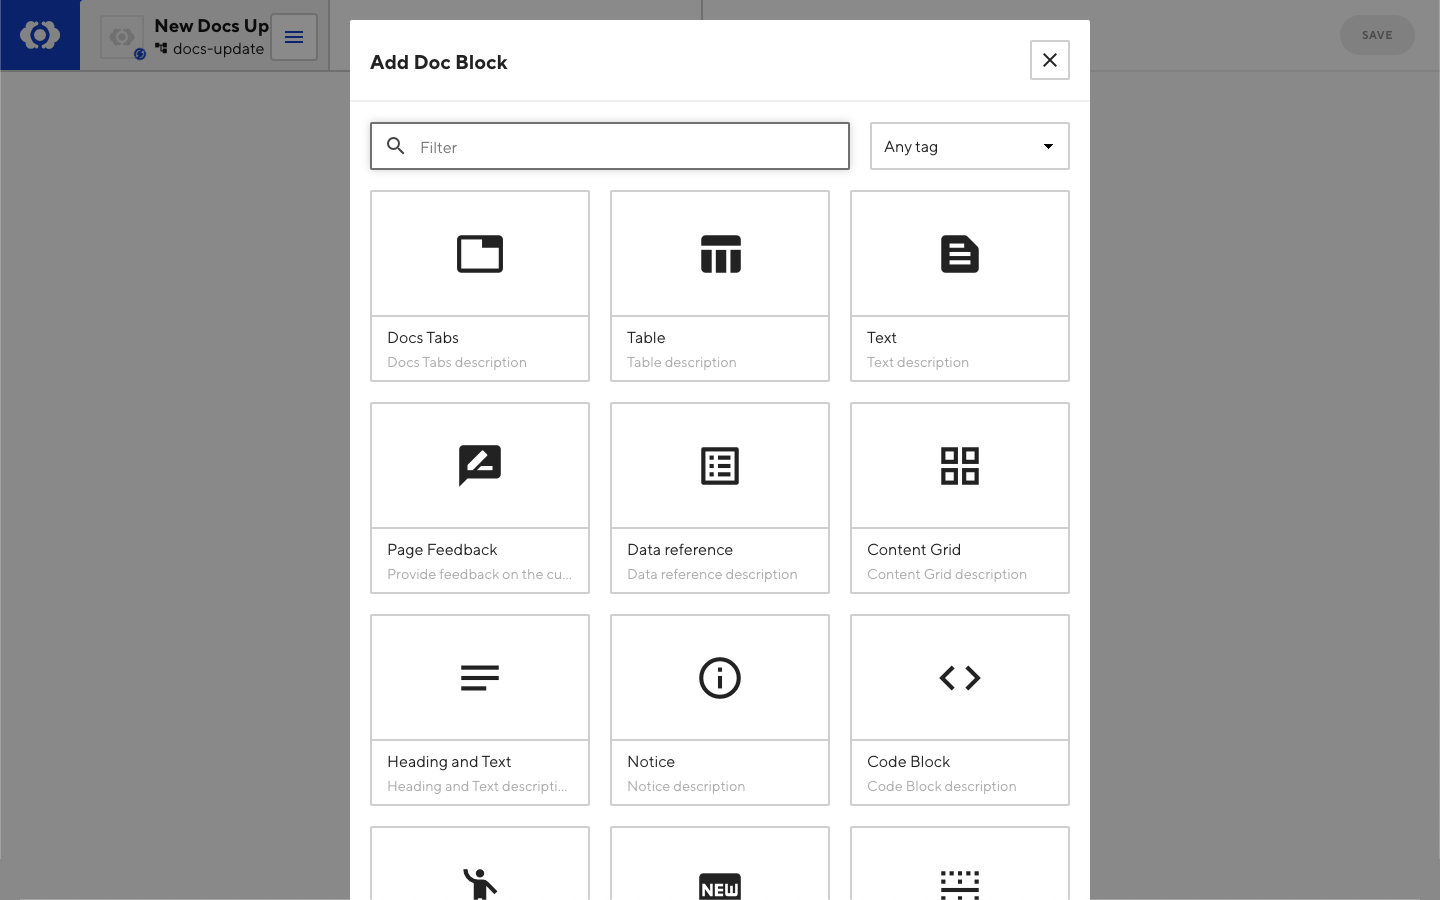 New Docs Up
docs-update
SAVE
Add Doc Block
Filter
Any tag
Docs Tabs
Docs Tabs description
Table
Table description
Text
Text description
Page Feedback
Provide feedback on the cu...
Data reference
Data reference description
Content Grid
Content Grid description
Heading and Text
Heading and Text descripti...
Notice
Notice description
Code Block
Code Block description
NEW